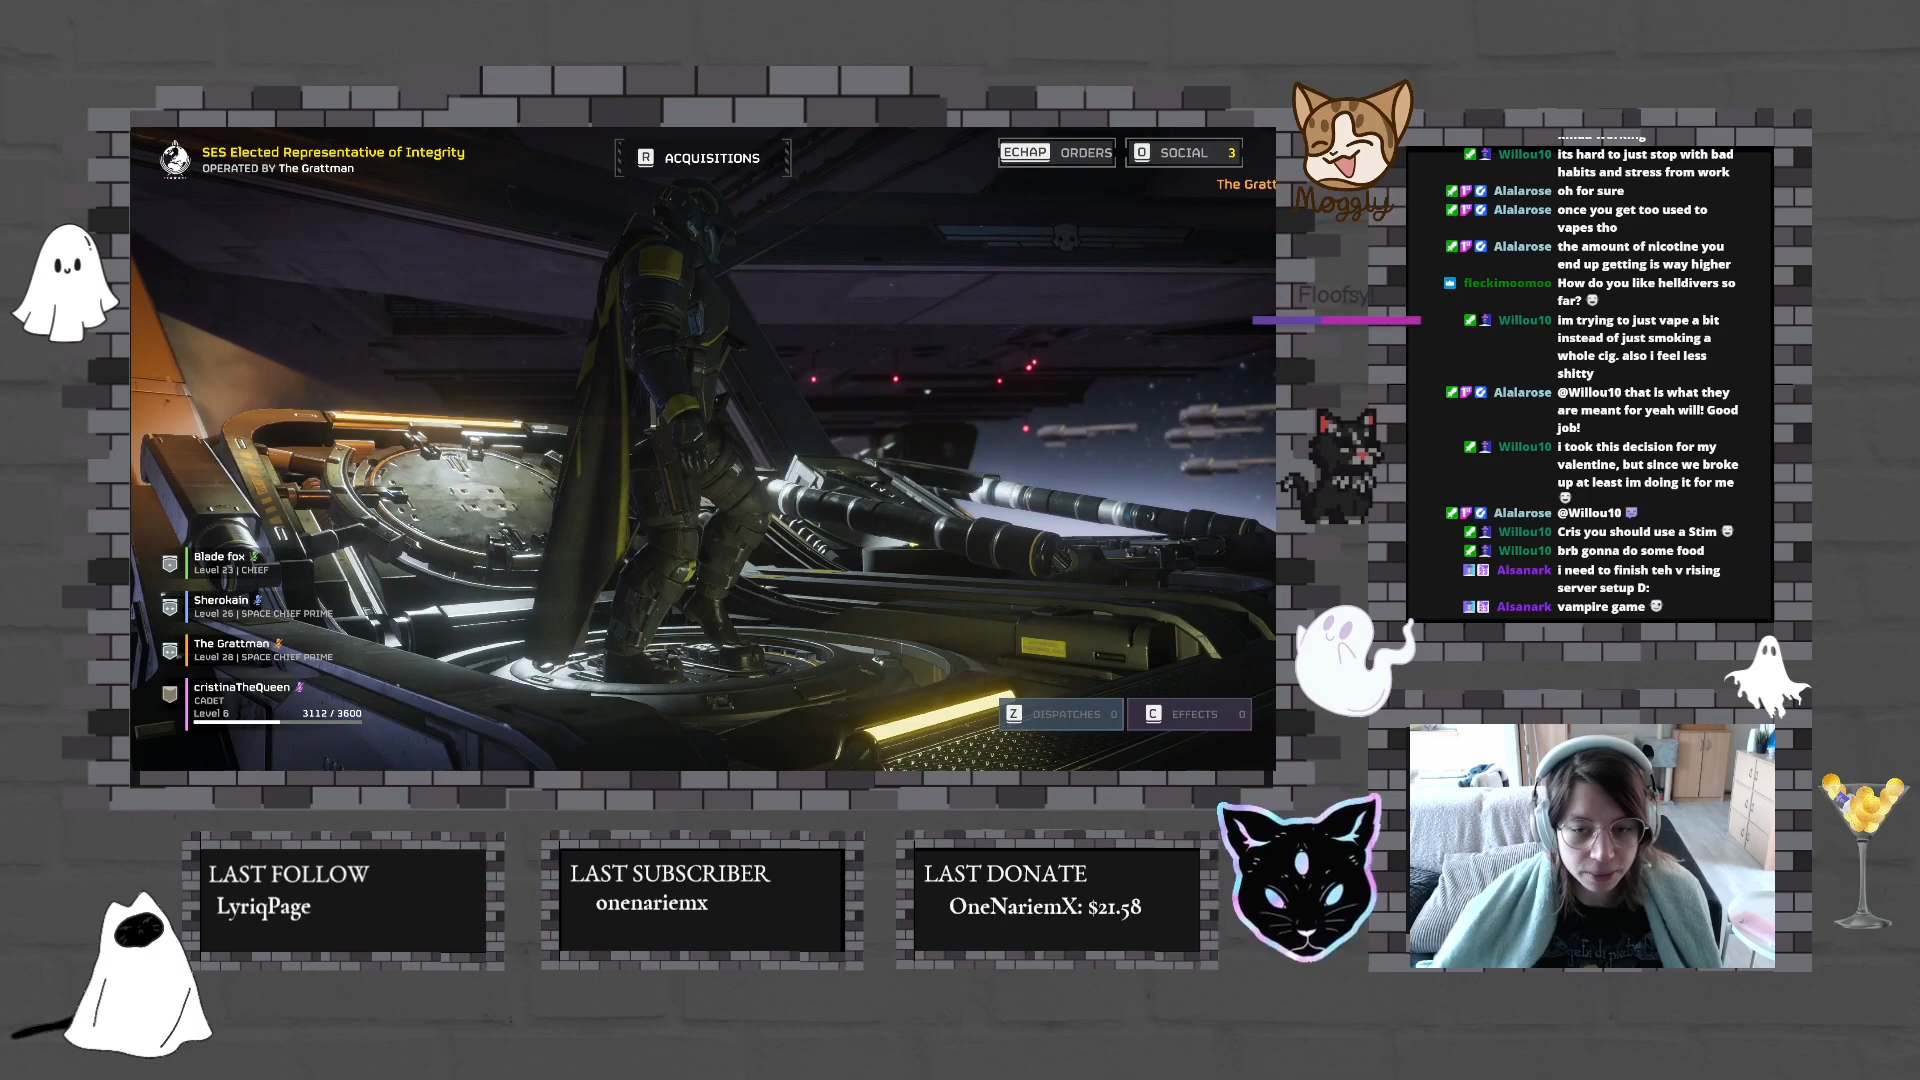 SES Elected Representative of Integrity
OPERATED BY The Grattman
R ACQUISITIONS
ECHAP ORDERS
O SOCIAL 3
The Gratt
Blade fox
Level 23 | CHIEF
Sherokain
Level 26 | SPACE CHIEF PRIME
The Grattman
Level 28 | SPACE CHIEF PRIME
cristinaTheQueen
CADET
Level 6 3112 / 3600
Z DISPATCHES 0
C EFFECTS 0
Moggly
Floofsy
Willou10 its hard to just stop with bad
habits and stress from work
Alalarose oh for sure
Alalarose once you get too used to
vapes tho
Alalarose the amount of nicotine you
end up getting is way higher
fleckimoomoo How do you like helldivers so
far?
Willou10 im trying to just vape a bit
instead of just smoking a
whole cig. also i feel less
shitty
Alalarose @Willou10 that is what they
are meant for yeah will! Good
job!
Willou10 i took this decision for my
valentine, but since we broke
up at least im doing it for me
Alalarose @Willou10
Willou10 Cris you should use a Stim
Willou10 brb gonna do some food
Alsanark i need to finish teh v rising
server setup D:
Alsanark vampire game
LAST FOLLOW
LyriqPage
LAST SUBSCRIBER
onenariemx
LAST DONATE
OneNariemX: $21.58